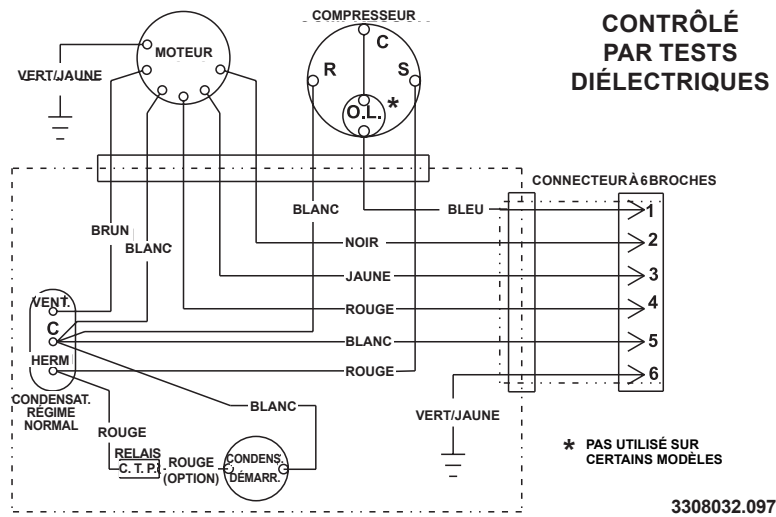 COMPRESSEUR
CONTRÔLÉ
PAR TESTS
DIÉLECTRIQUES
MOTEUR
C
R
S
VERT/JAUNE
O.L. *
CONNECTEUR À 6 BROCHES
BLANC
BLEU
1
BRUN
BLANC
NOIR
2
JAUNE
3
VENT.
ROUGE
4
C
BLANC
5
HERM
ROUGE
6
CONDENSAT.
RÉGIME
NORMAL
BLANC
VERT/JAUNE
ROUGE
RELAIS
C. T. P.
ROUGE
(OPTION)
CONDENS.
DÉMARR.
* PAS UTILISÉ SUR
CERTAINS MODÈLES
3308032.097